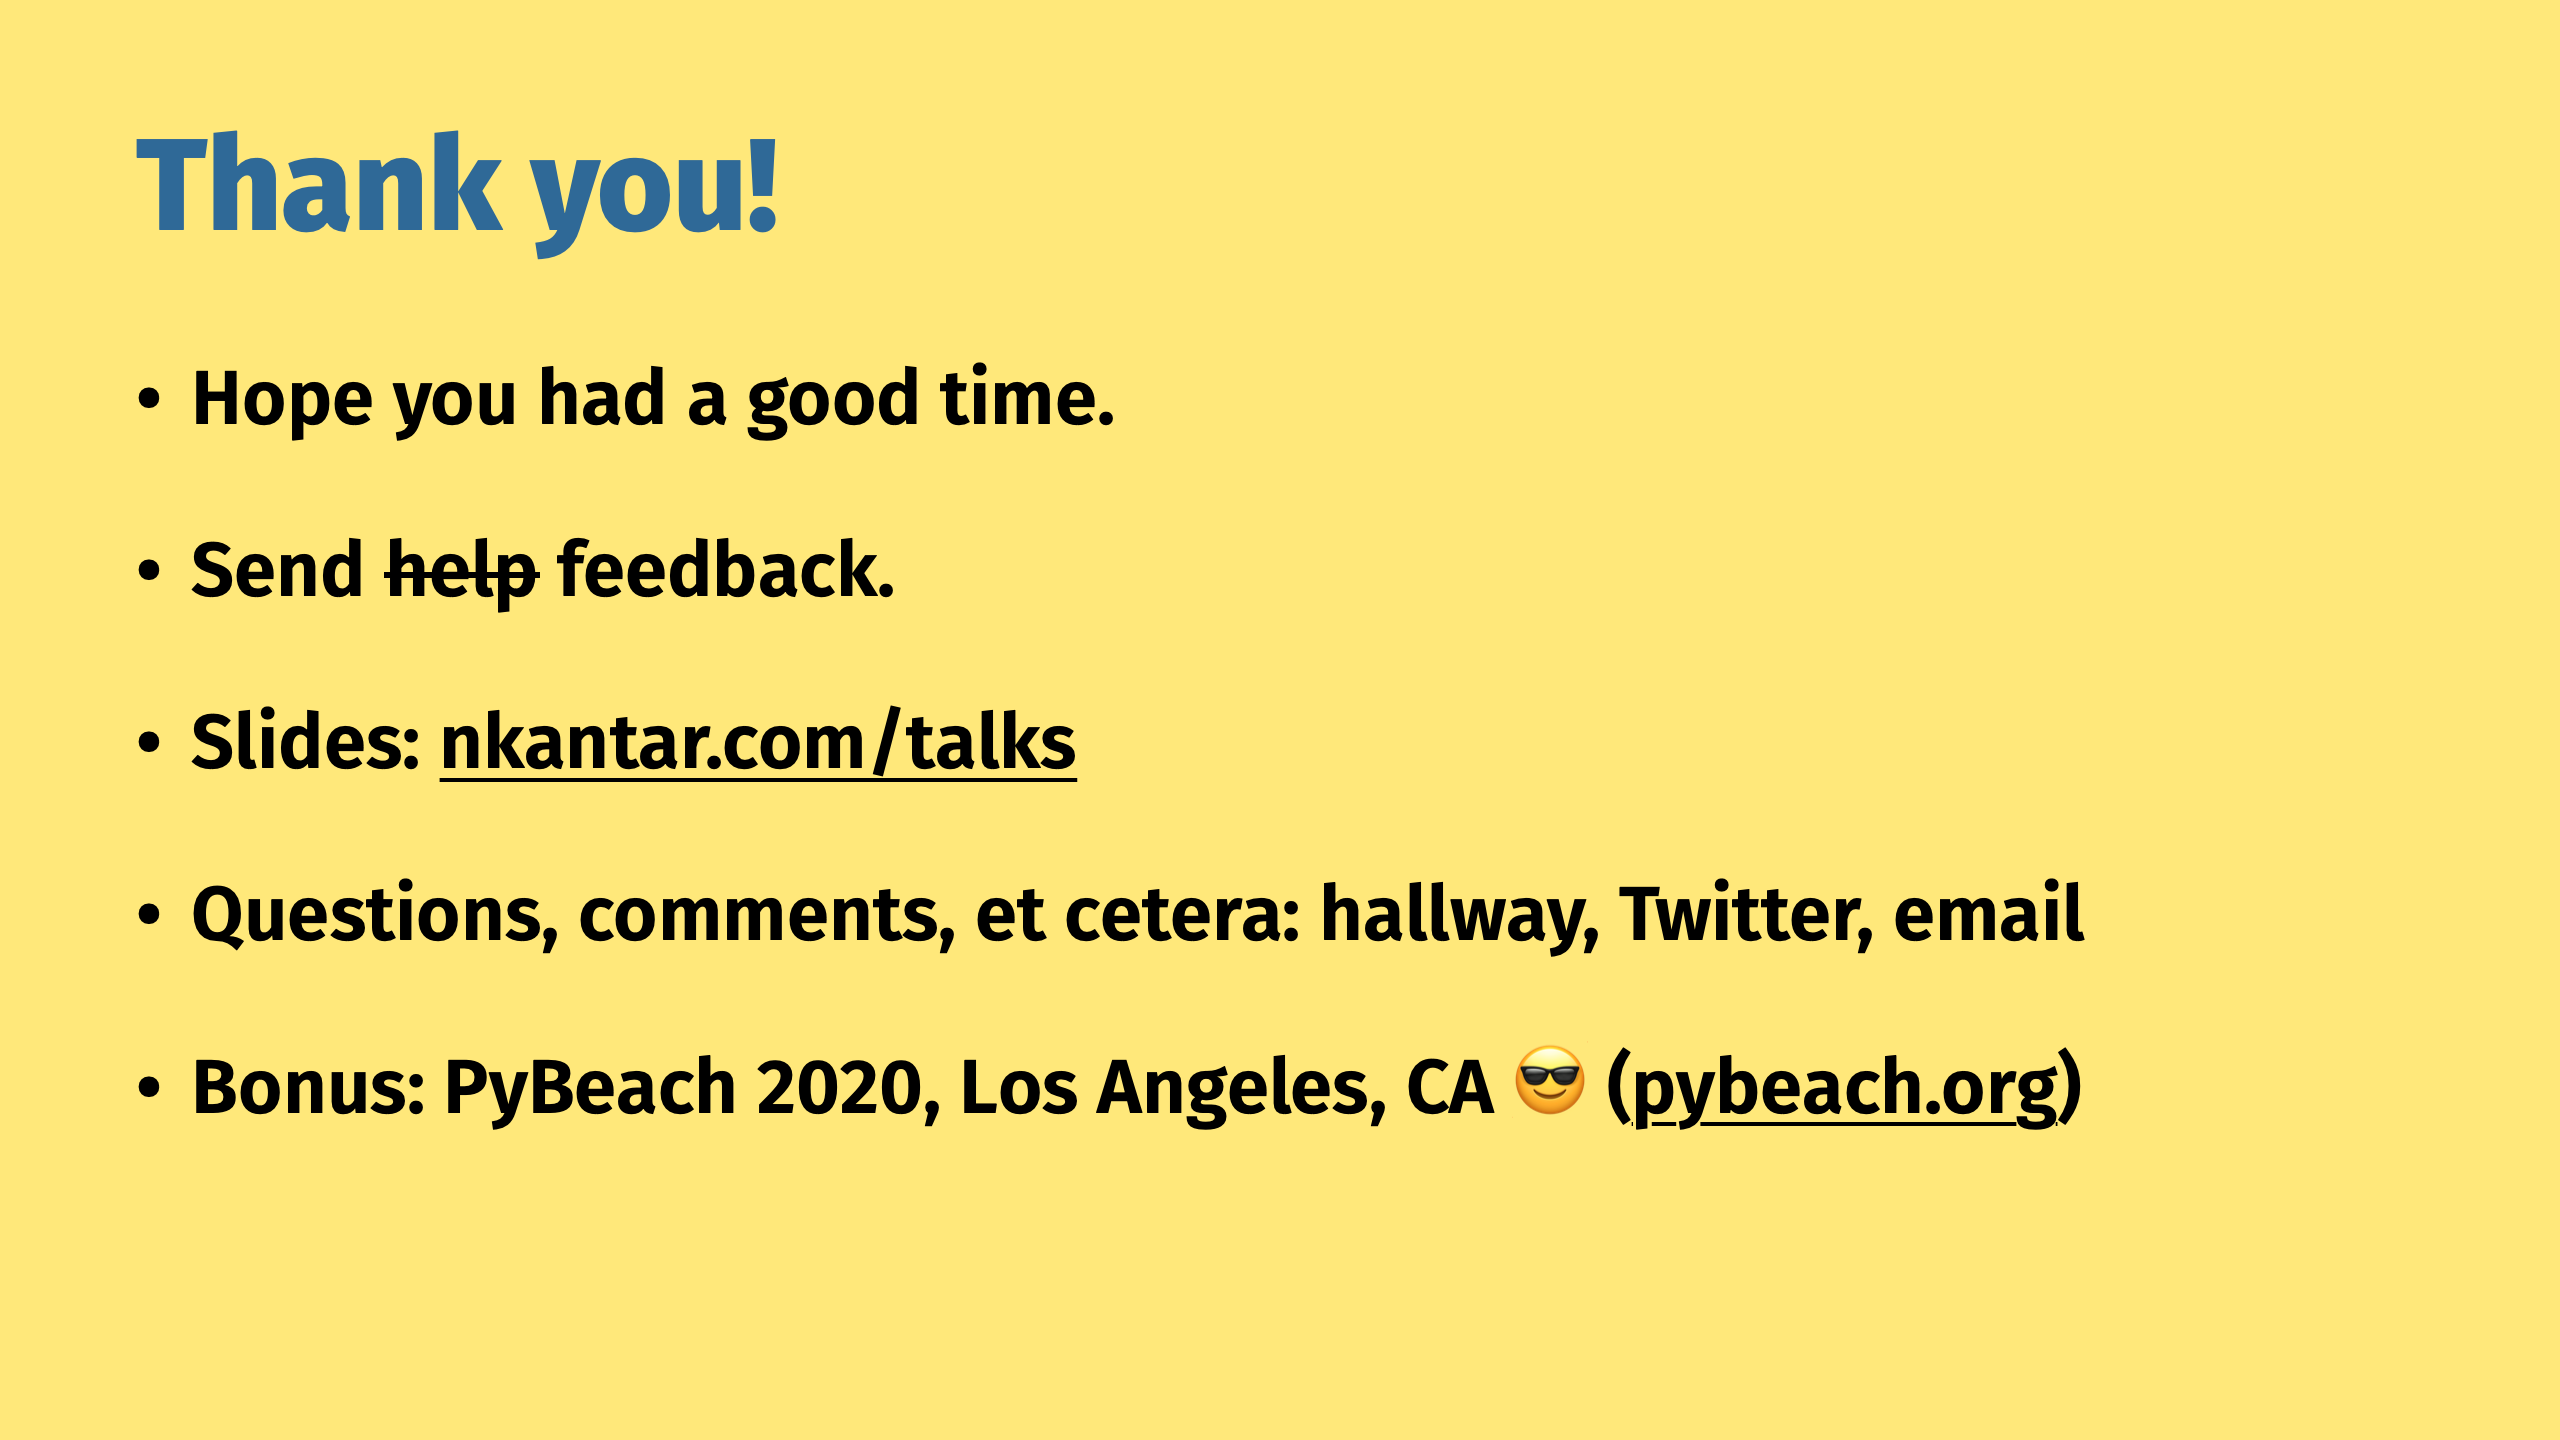 Thank you!
• Hope you had a good time.
• Send help feedback.
• Slides: nkantar.com/talks
• Questions, comments, et cetera: hallway, Twitter, email
• Bonus: PyBeach 2020, Los Angeles, CA 😎 (pybeach.org)